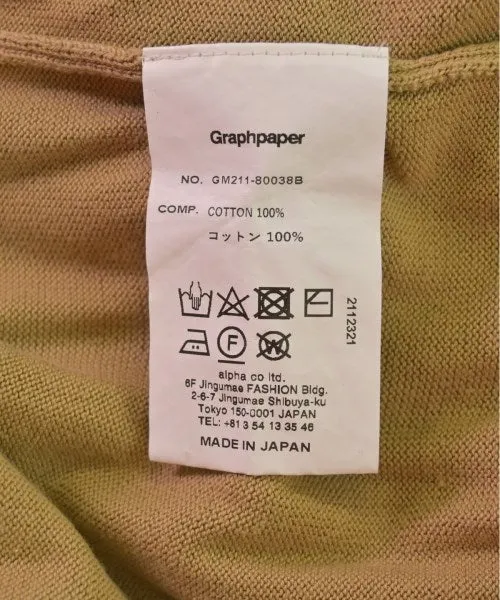 Graphpaper
NO. GM211-80038B
COMP. COTTON 100%
コットン 100%
2112321
F
W
alpha co ltd.
6F Jingumae FASHION Bldg.
2-6-7 Jingumae Shibuya-ku
Tokyo 150-0001 JAPAN
TEL: +81 3 54 13 35 46
MADE IN JAPAN